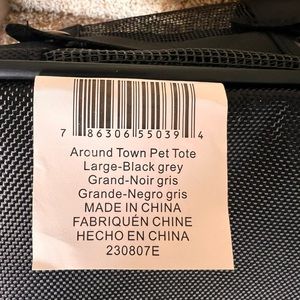 7 86306 55039 4
Around Town Pet Tote
Large-Black grey
Grand-Noir gris
Grande-Negro gris
MADE IN CHINA
FABRIQUÉN CHINE
HECHO EN CHINA
230807E